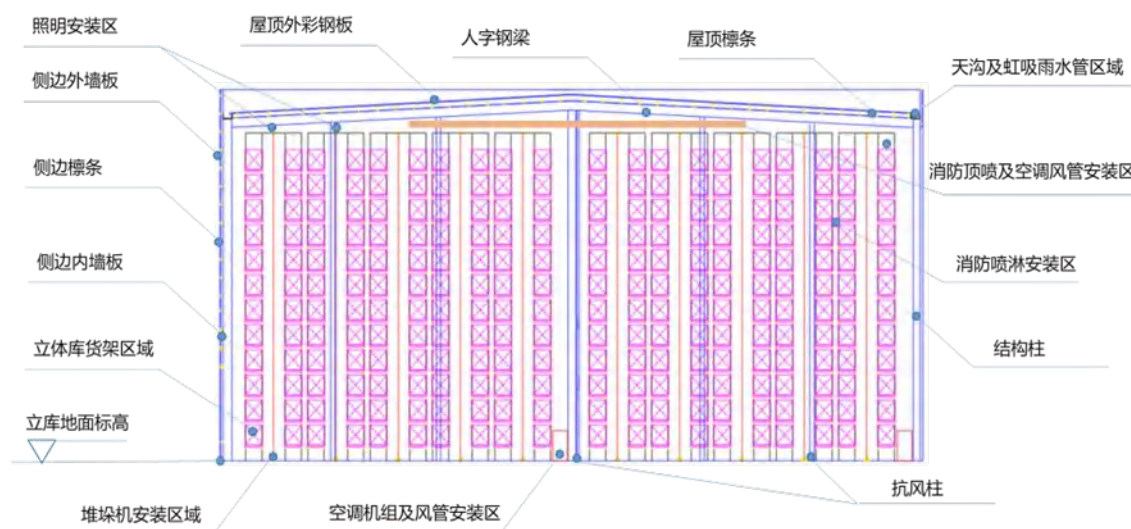 照明安装区
屋顶外彩钢板
人字钢梁
屋顶檩条
天沟及虹吸雨水管区域
侧边外墙板
侧边檩条
消防顶喷及空调风管安装区
侧边内墙板
消防喷淋安装区
立体库货架区域
结构柱
立库地面标高
堆垛机安装区域
空调机组及风管安装区
抗风柱